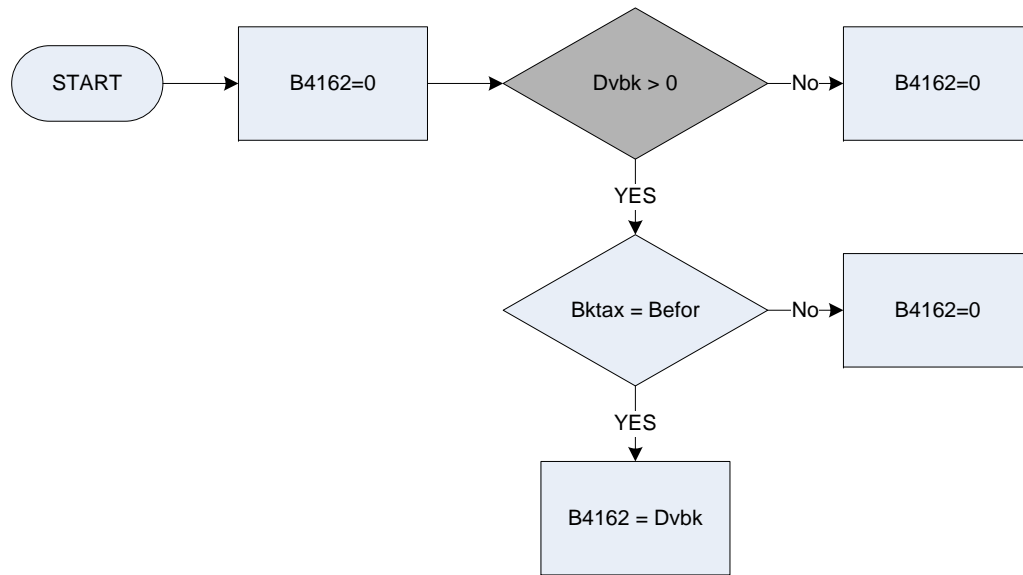 START
B4162=0
Dvbk > 0
No
B4162=0
YES
Bktax = Befor
No
B4162=0
YES
B4162 = Dvbk